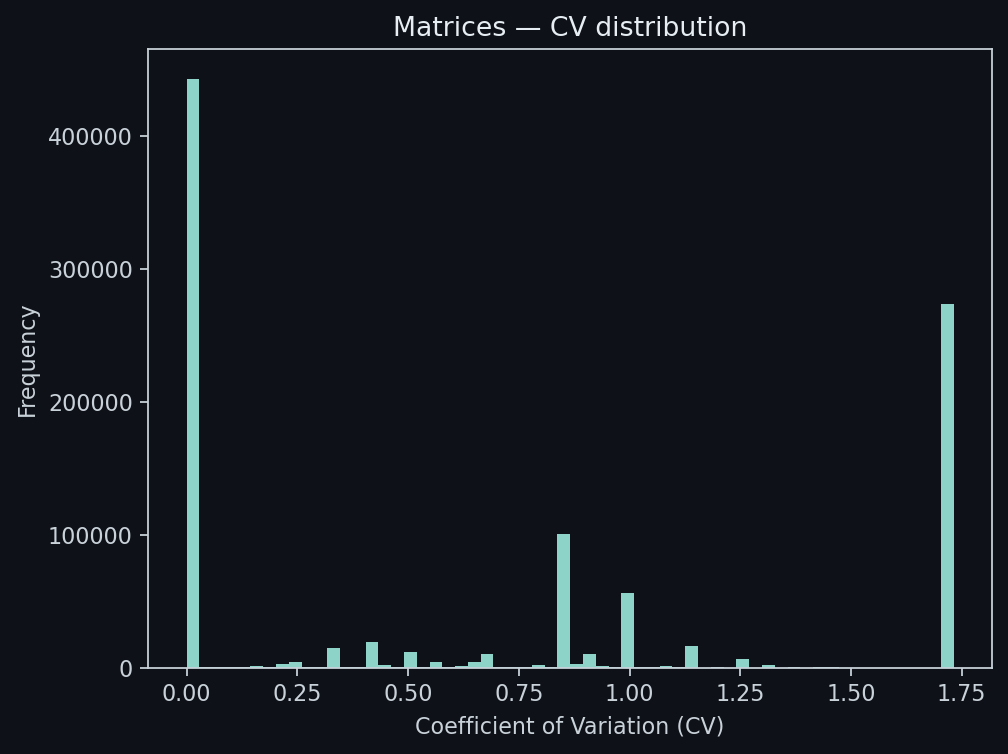 Matrices — CV distribution
400000
300000
200000
100000
0
Frequency
0.00 0.25 0.50 0.75 1.00 1.25 1.50 1.75
Coefficient of Variation (CV)